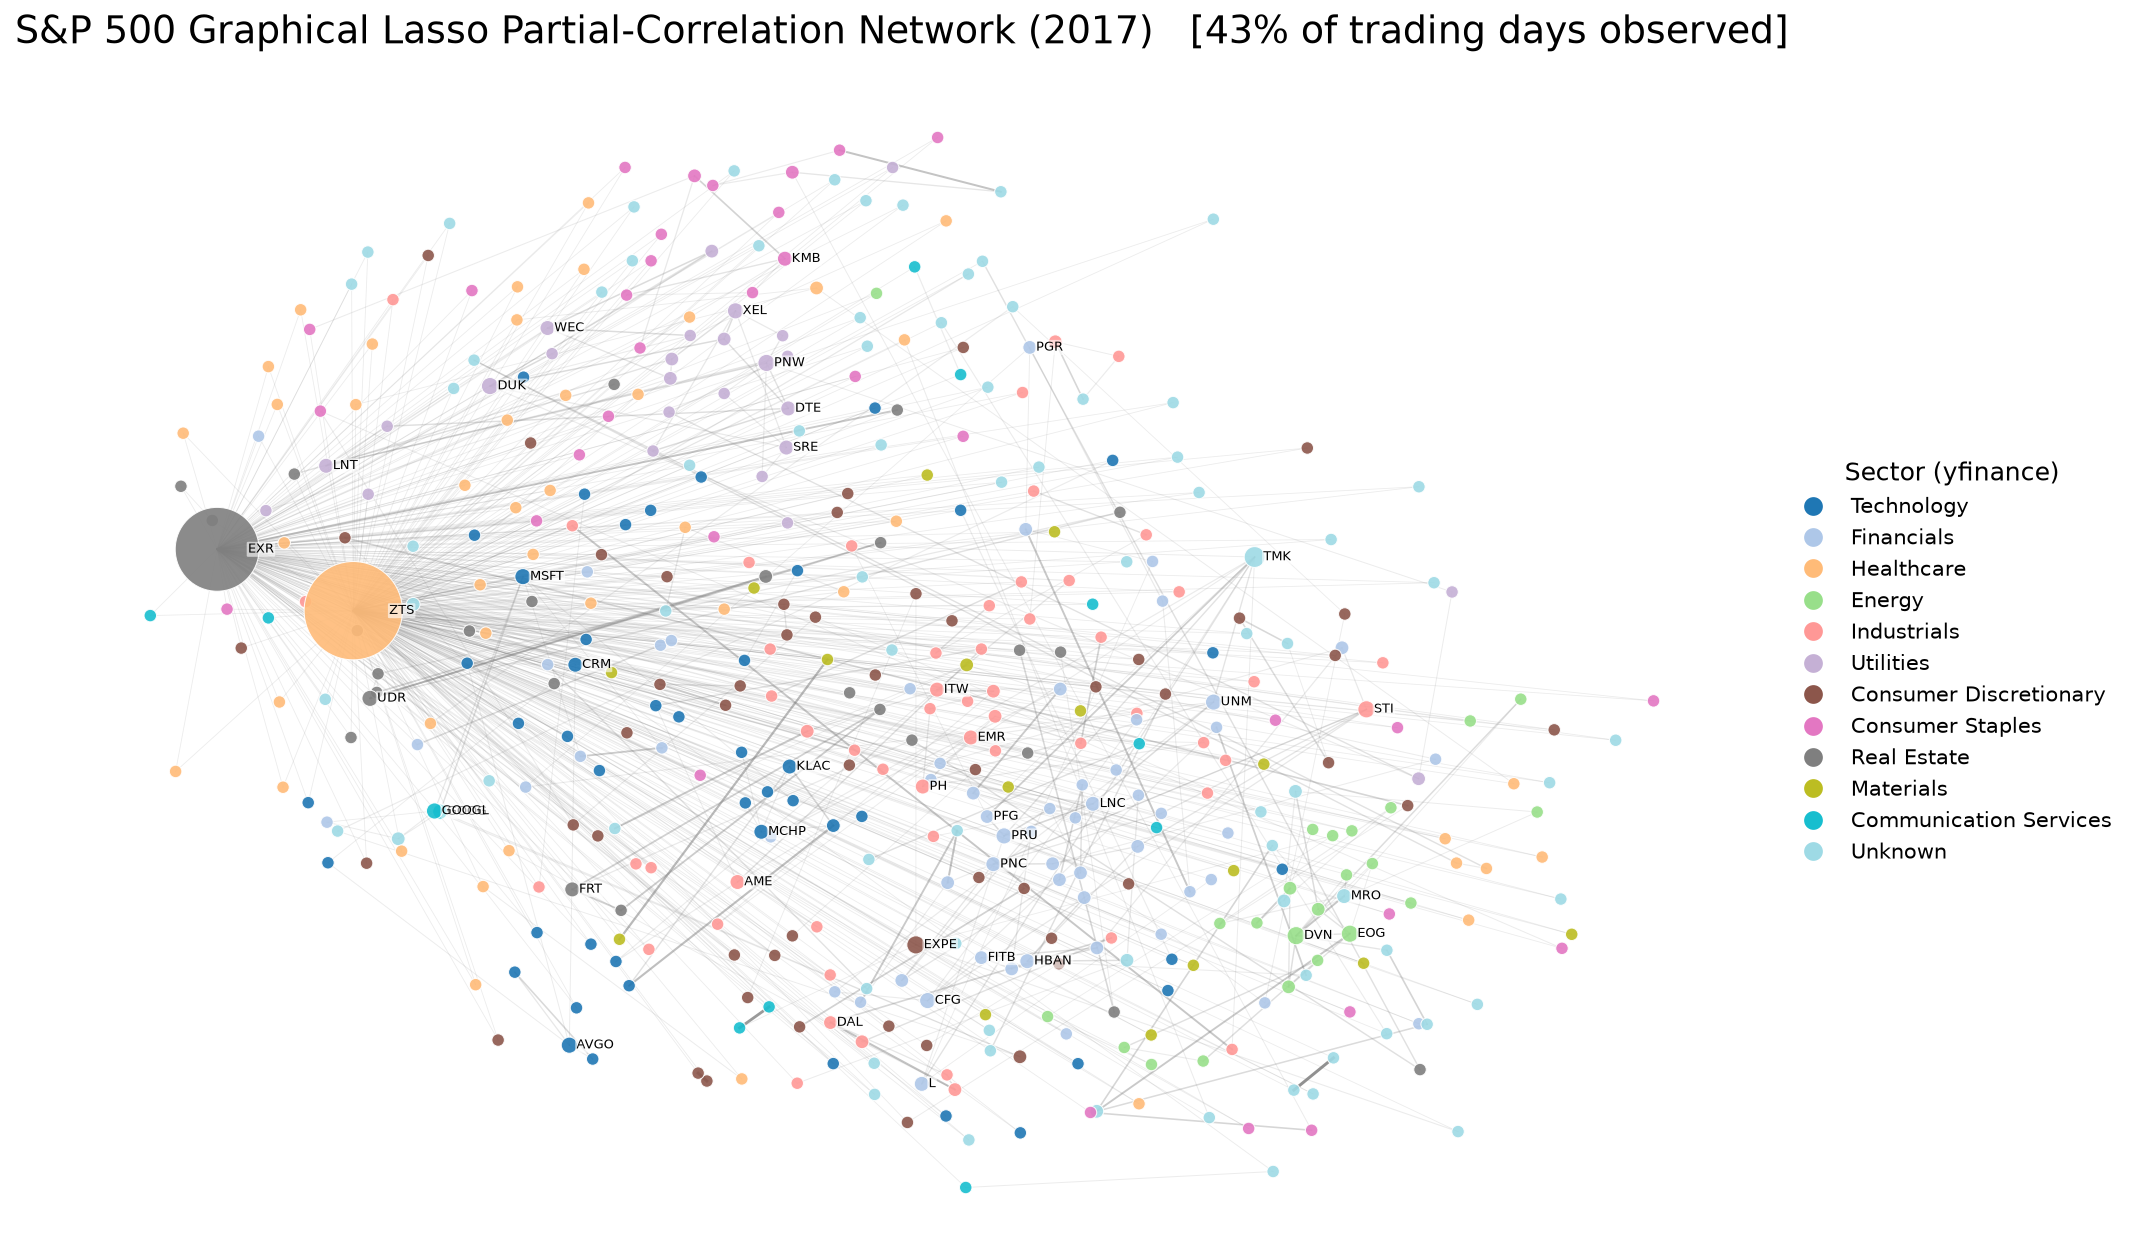 S&P 500 Graphical Lasso Partial-Correlation Network (2017)   [43% of trading days observed]
KMB
XEL
WEC
PGR
PNW
DUK
DTE
SRE
LNT
EXR
TMK
MSFT
ZTS
CRM
ITW
UDR
UNM
STI
EMR
KLAC
PH
LNC
GOOGL
PFG
MCHP
PRU
PNC
AME
FRT
MRO
DVN
EOG
EXPE
FITB
HBAN
CFG
DAL
AVGO
L
Sector (yfinance)
Technology
Financials
Healthcare
Energy
Industrials
Utilities
Consumer Discretionary
Consumer Staples
Real Estate
Materials
Communication Services
Unknown